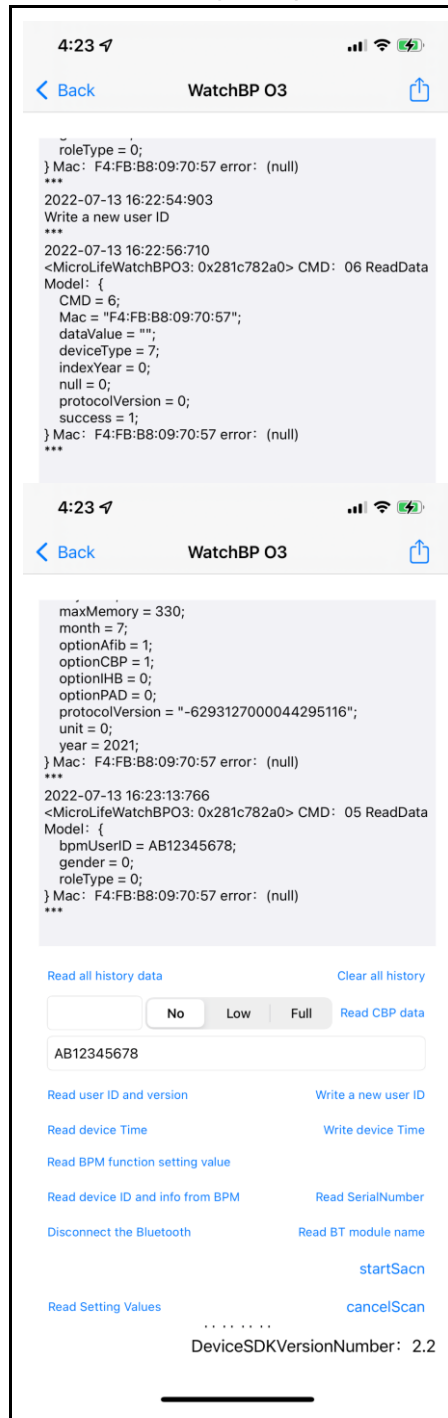 4:23
Back
WatchBP O3
roleType = 0;
} Mac：F4:FB:B8:09:70:57 error：(null)
***
2022-07-13 16:22:54:903
Write a new user ID
***
2022-07-13 16:22:56:710
<MicroLifeWatchBPO3: 0x281c782a0> CMD：06 ReadData
Model：{
CMD = 6;
Mac = "F4:FB:B8:09:70:57";
dataValue = "";
deviceType = 7;
indexYear = 0;
null = 0;
protocolVersion = 0;
success = 1;
} Mac：F4:FB:B8:09:70:57 error：(null)
***
4:23
Back
WatchBP O3
maxMemory = 330;
month = 7;
optionAfib = 1;
optionCBP = 1;
optionIHB = 0;
optionPAD = 0;
protocolVersion = "-6293127000044295116";
unit = 0;
year = 2021;
} Mac：F4:FB:B8:09:70:57 error：(null)
***
2022-07-13 16:23:13:766
<MicroLifeWatchBPO3: 0x281c782a0> CMD：05 ReadData
Model：{
bpmUserID = AB12345678;
gender = 0;
roleType = 0;
} Mac：F4:FB:B8:09:70:57 error：(null)
***
Read all history data
Clear all history
No
Low
Full
Read CBP data
AB12345678
Read user ID and version
Write a new user ID
Read device Time
Write device Time
Read BPM function setting value
Read device ID and info from BPM
Read SerialNumber
Disconnect the Bluetooth
Read BT module name
startSacn
Read Setting Values
cancelScan
DeviceSDKVersionNumber：2.2